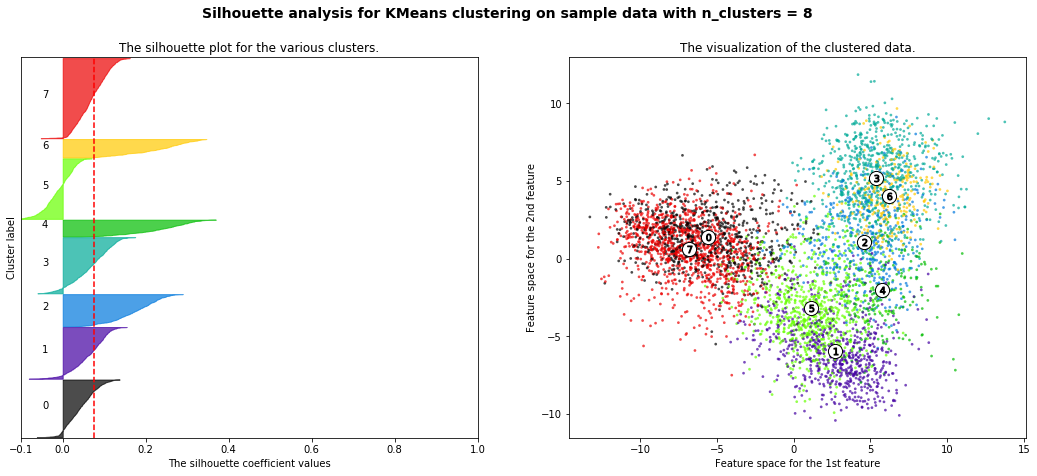 Silhouette analysis for KMeans clustering on sample data with n_clusters = 8
The silhouette plot for the various clusters.
Cluster label
7
6
5
4
3
2
1
0
−0.1 0.0 0.2 0.4 0.6 0.8 1.0
The silhouette coefficient values
The visualization of the clustered data.
Feature space for the 2nd feature
10
5
0
−5
−10
3
6
0
7
2
4
5
1
−10 −5 0 5 10 15
Feature space for the 1st feature